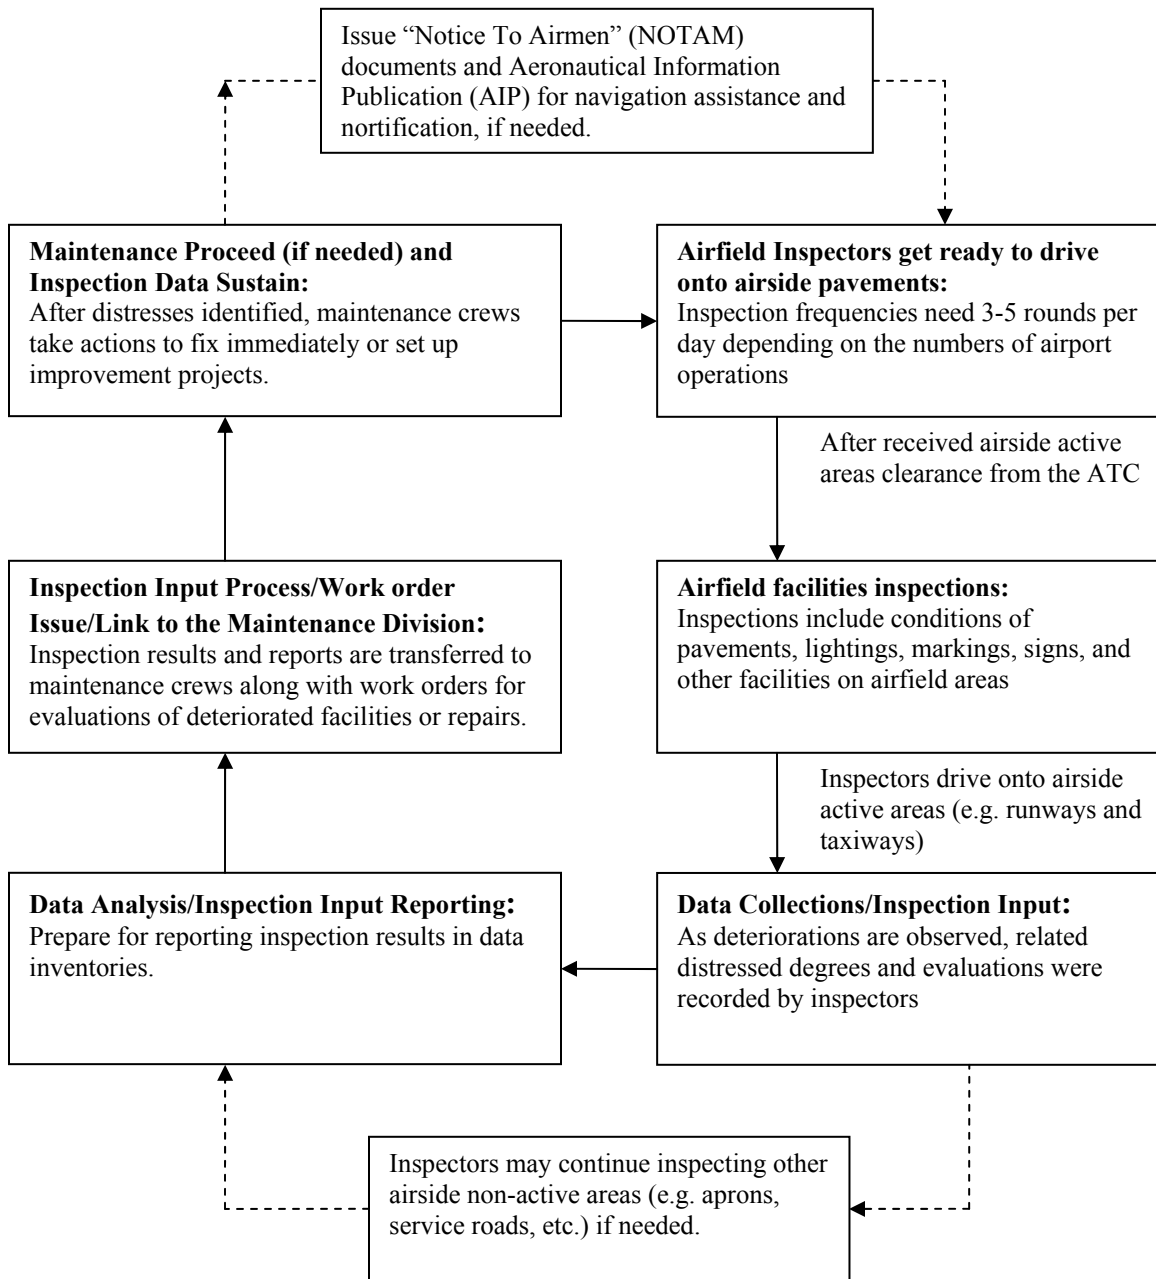 Issue “Notice To Airmen” (NOTAM)
documents and Aeronautical Information
Publication (AIP) for navigation assistance and
nortification, if needed.
Maintenance Proceed (if needed) and
Inspection Data Sustain:
After distresses identified, maintenance crews
take actions to fix immediately or set up
improvement projects.
Airfield Inspectors get ready to drive
onto airside pavements:
Inspection frequencies need 3-5 rounds per
day depending on the numbers of airport
operations
After received airside active
areas clearance from the ATC
Inspection Input Process/Work order
Issue/Link to the Maintenance Division:
Inspection results and reports are transferred to
maintenance crews along with work orders for
evaluations of deteriorated facilities or repairs.
Airfield facilities inspections:
Inspections include conditions of
pavements, lightings, markings, signs, and
other facilities on airfield areas
Inspectors drive onto airside
active areas (e.g. runways and
taxiways)
Data Analysis/Inspection Input Reporting:
Prepare for reporting inspection results in data
inventories.
Data Collections/Inspection Input:
As deteriorations are observed, related
distressed degrees and evaluations were
recorded by inspectors
Inspectors may continue inspecting other
airside non-active areas (e.g. aprons,
service roads, etc.) if needed.